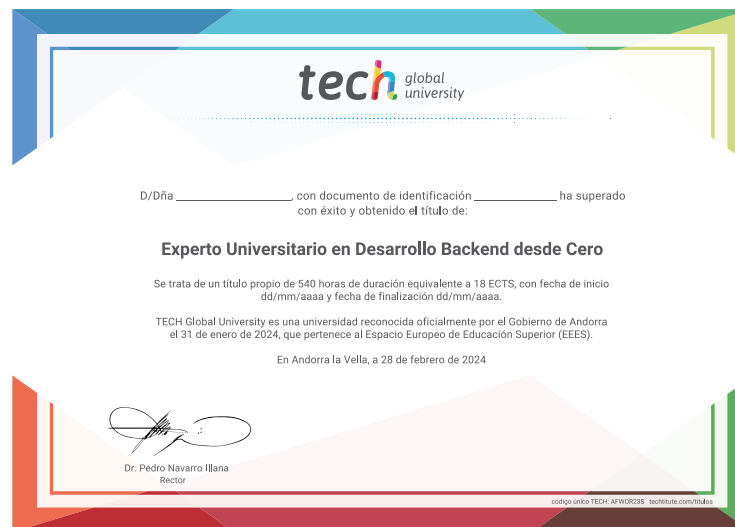 tech global
university
D/Dña ____________________, con documento de identificación ______________ ha superado
con éxito y obtenido el título de:
Experto Universitario en Desarrollo Backend desde Cero
Se trata de un título propio de 540 horas de duración equivalente a 18 ECTS, con fecha de inicio
dd/mm/aaaa y fecha de finalización dd/mm/aaaa.
TECH Global University es una universidad reconocida oficialmente por el Gobierno de Andorra
el 31 de enero de 2024, que pertenece al Espacio Europeo de Educación Superior (EEES).
En Andorra la Vella, a 28 de febrero de 2024
Dr. Pedro Navarro Illana
Rector
código único TECH: AFWOR23S techtitute.com/titulos